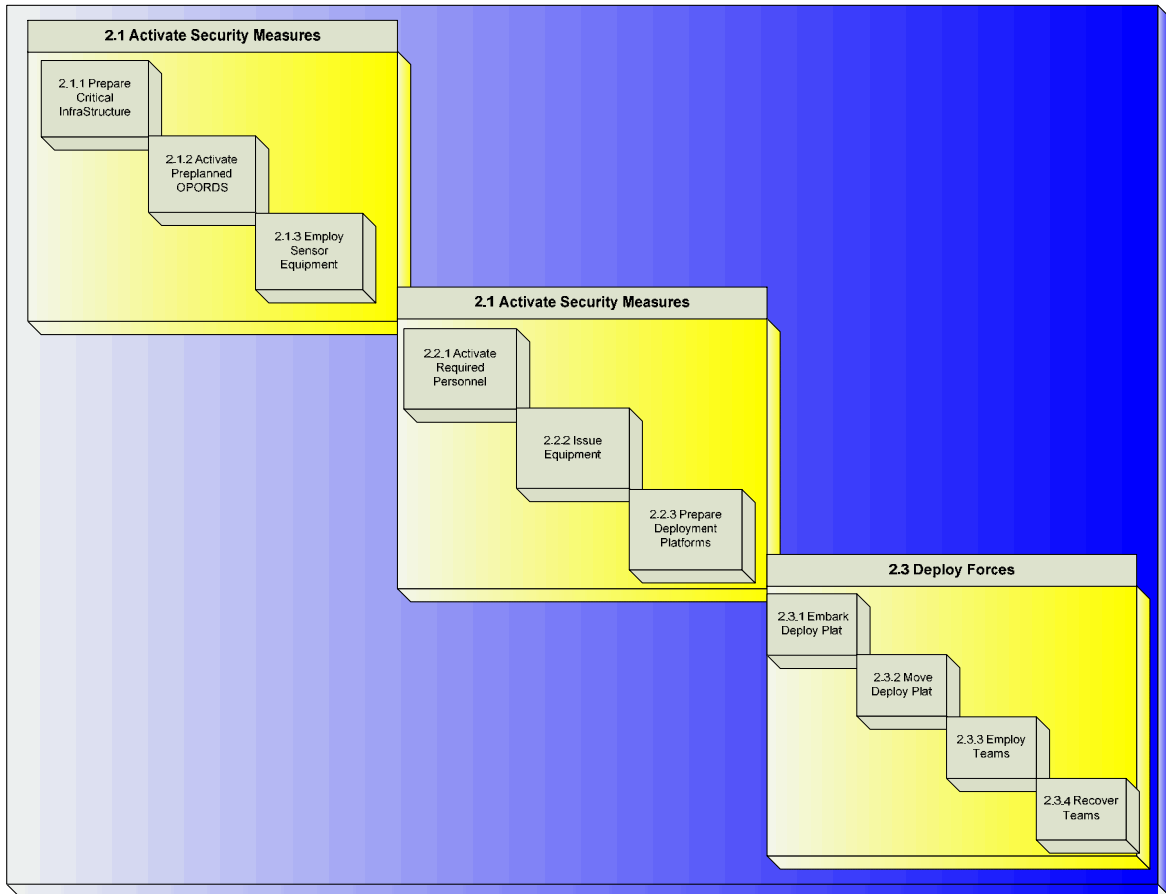 2.1 Activate Security Measures
2.1.1 Prepare
Critical
InfraStructure
2.1.2 Activate
Preplanned
OPORDS
2.1.3 Employ
Sensor
Equipment
2.1 Activate Security Measures
2.2.1 Activate
Required
Personnel
2.2.2 Issue
Equipment
2.2.3 Prepare
Deployment
Platforms
2.3 Deploy Forces
2.3.1 Embark
Deploy Plat
2.3.2 Move
Deploy Plat
2.3.3 Employ
Teams
2.3.4 Recover
Teams